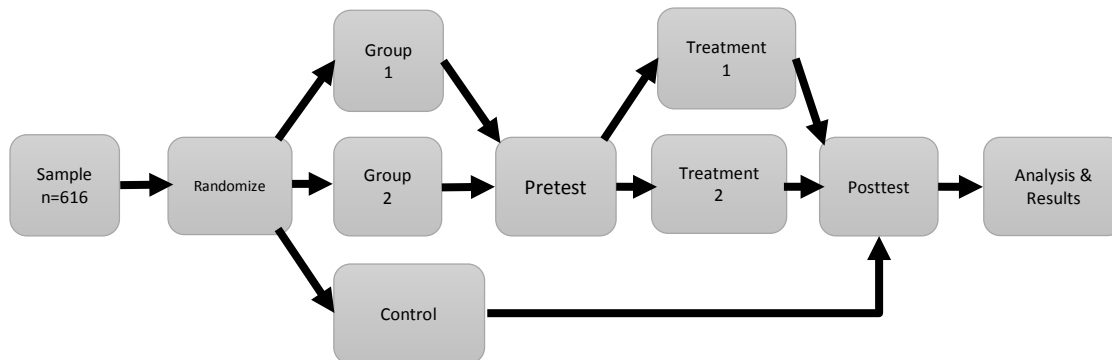 Sample
n=616
Randomize
Group
1
Group
2
Control
Pretest
Treatment
1
Treatment
2
Posttest
Analysis &
Results